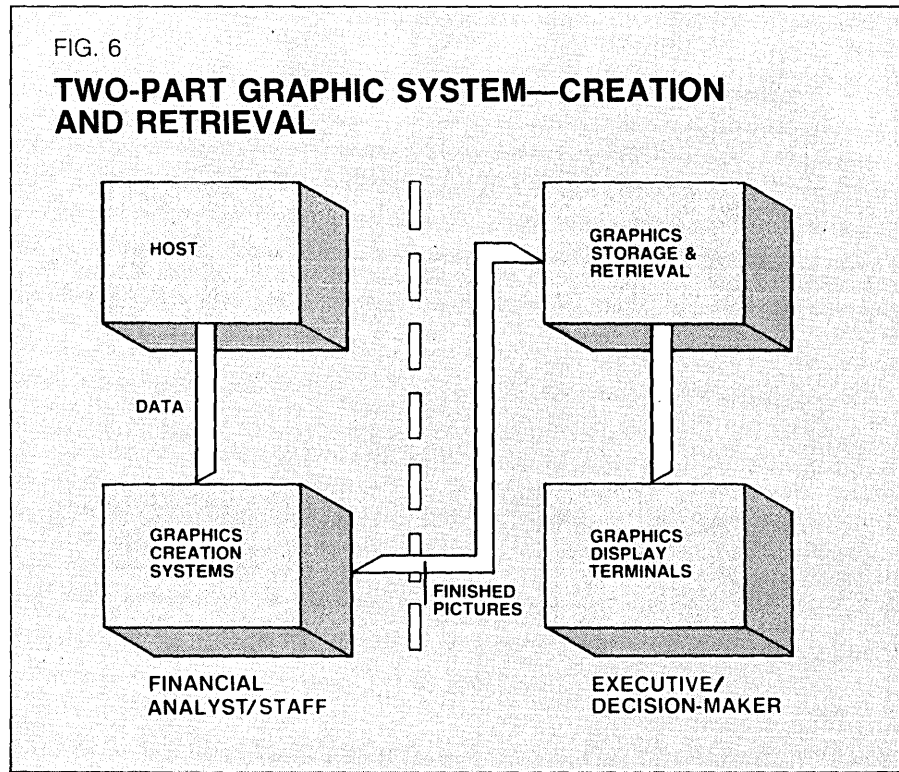 FIG. 6
TWO-PART GRAPHIC SYSTEM—CREATION
AND RETRIEVAL
HOST
GRAPHICS
STORAGE &
RETRIEVAL
DATA
GRAPHICS
CREATION
SYSTEMS
FINISHED
PICTURES
GRAPHICS
DISPLAY
TERMINALS
FINANCIAL
ANALYST/STAFF
EXECUTIVE/
DECISION-MAKER